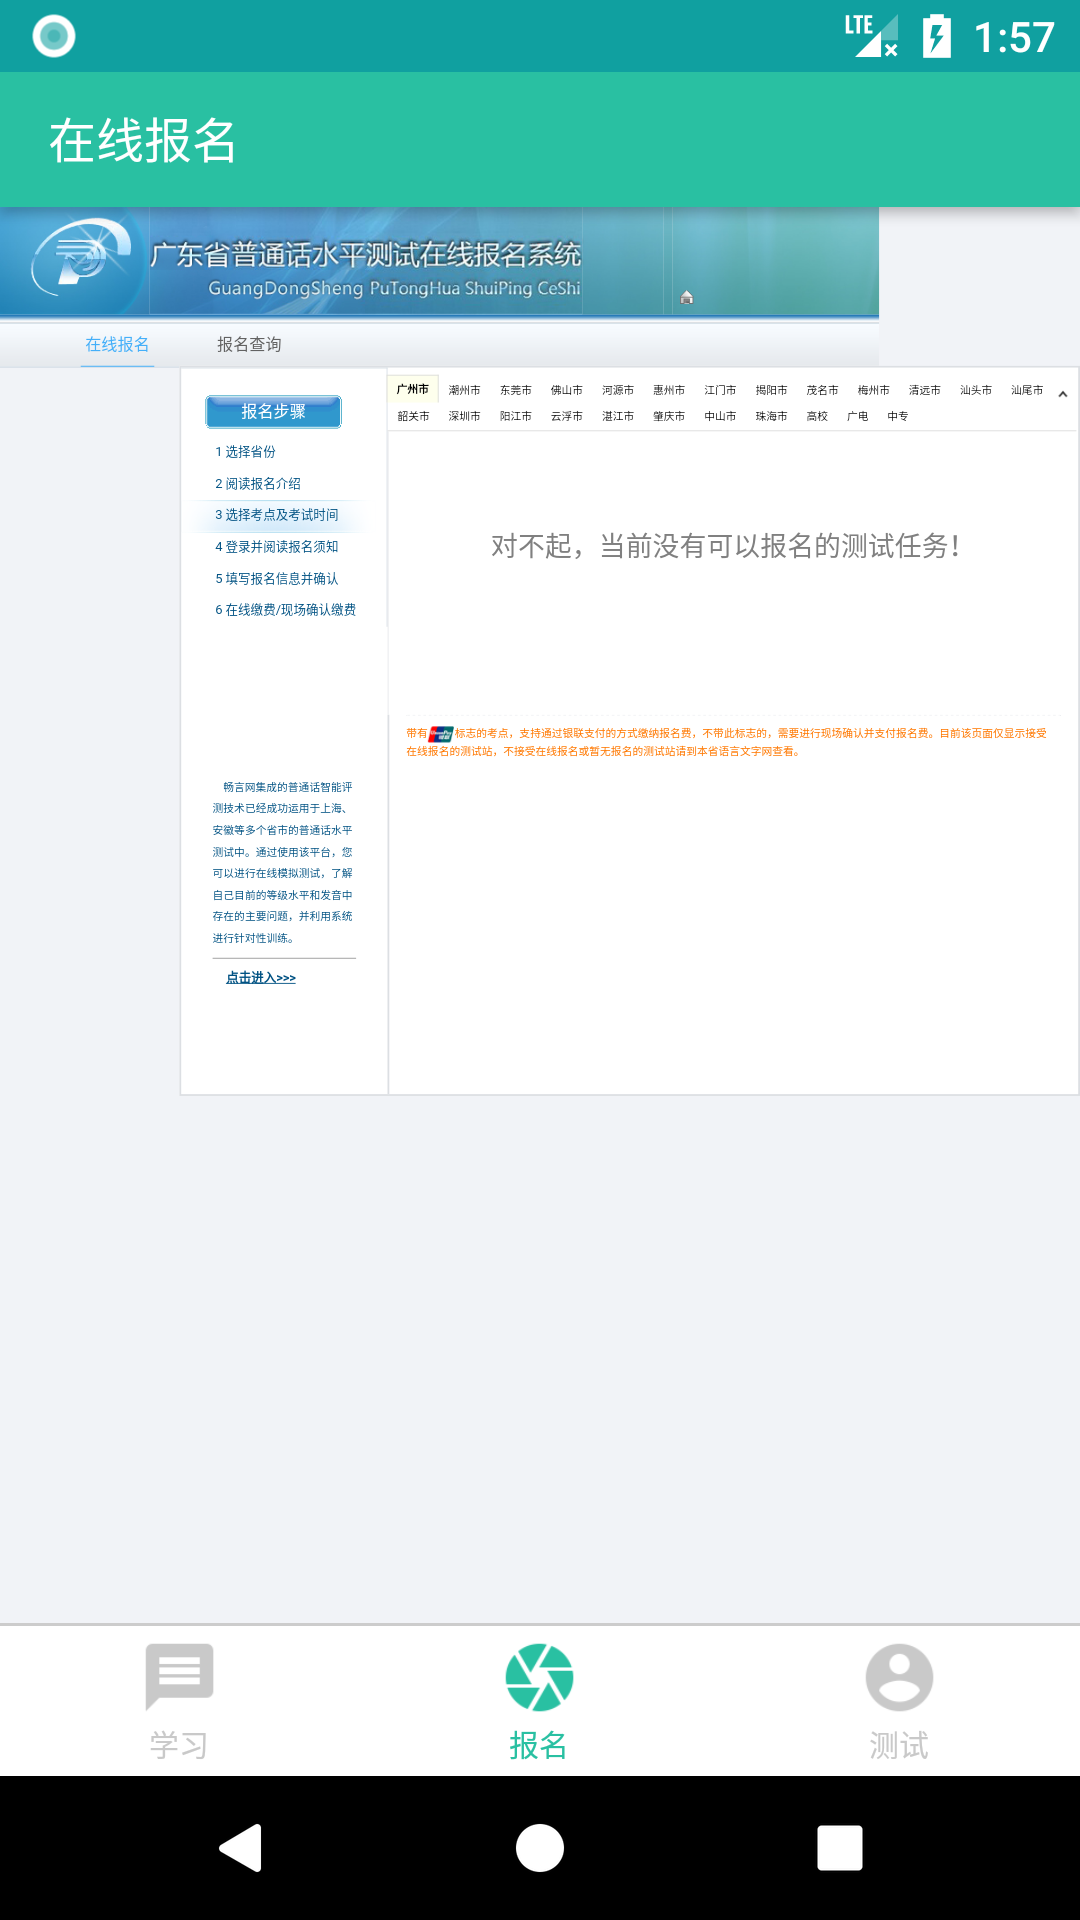 LTE 1:57
在线报名
广东省普通话水平测试在线报名系统
GuangDongSheng PuTongHua ShuiPing CeShi
在线报名 报名查询
报名步骤
1 选择省份
2 阅读报名介绍
3 选择考点及考试时间
4 登录并阅读报名须知
5 填写报名信息并确认
6 在线缴费/现场确认缴费
畅言网集成的普通话智能评
测技术已经成功运用于上海、
安徽等多个省市的普通话水平
测试中。通过使用该平台，您
可以进行在线模拟测试，了解
自己目前的等级水平和发音中
存在的主要问题，并利用系统
进行针对性训练。
点击进入>>>
广州市 潮州市 东莞市 佛山市 河源市 惠州市 江门市 揭阳市 茂名市 梅州市 清远市 汕头市 汕尾市
韶关市 深圳市 阳江市 云浮市 湛江市 肇庆市 中山市 珠海市 高校 广电 中专
对不起，当前没有可以报名的测试任务！
带有 标志的考点，支持通过银联支付的方式缴纳报名费，不带此标志的，需要进行现场确认并支付报名费。目前该页面仅显示接受
在线报名的测试站，不接受在线报名或暂无报名的测试站请到本省语言文字网查看。
学习 报名 测试